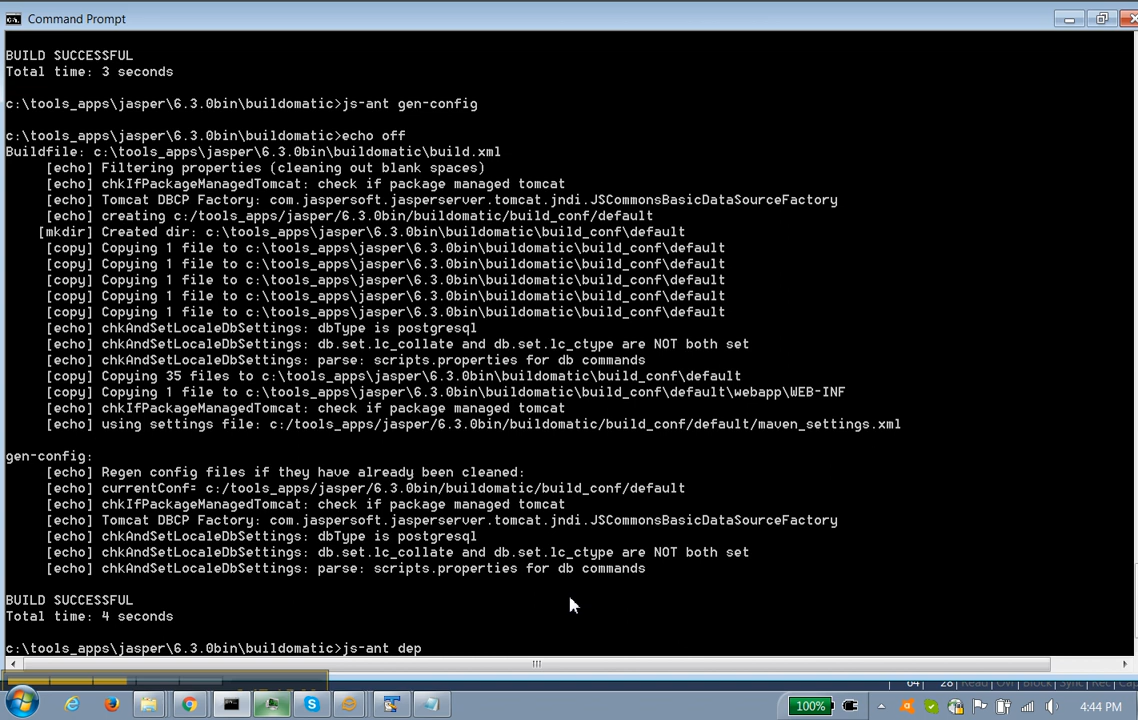 Command Prompt
BUILD SUCCESSFUL
Total time: 3 seconds
c:\tools_apps\jasper\6.3.0bin\buildomatic>js-ant gen-config
c:\tools_apps\jasper\6.3.0bin\buildomatic>echo off
Buildfile: c:\tools_apps\jasper\6.3.0bin\buildomatic\build.xml
[echo] Filtering properties (cleaning out blank spaces)
[echo] chkIfPackageManagedTomcat: check if package managed tomcat
[echo] Tomcat DBCP Factory: com.jaspersoft.jasperserver.tomcat.jndi.JSCommonsBasicDataSourceFactory
[echo] creating c:/tools_apps/jasper/6.3.0bin/buildomatic/build_conf/default
[mkdir] Created dir: c:\tools_apps\jasper\6.3.0bin\buildomatic\build_conf\default
[copy] Copying 1 file to c:\tools_apps\jasper\6.3.0bin\buildomatic\build_conf\default
[copy] Copying 1 file to c:\tools_apps\jasper\6.3.0bin\buildomatic\build_conf\default
[copy] Copying 1 file to c:\tools_apps\jasper\6.3.0bin\buildomatic\build_conf\default
[copy] Copying 1 file to c:\tools_apps\jasper\6.3.0bin\buildomatic\build_conf\default
[copy] Copying 1 file to c:\tools_apps\jasper\6.3.0bin\buildomatic\build_conf\default
[echo] chkAndSetLocaleDbSettings: dbType is postgresql
[echo] chkAndSetLocaleDbSettings: db.set.lc_collate and db.set.lc_ctype are NOT both set
[echo] chkAndSetLocaleDbSettings: parse: scripts.properties for db commands
[copy] Copying 35 files to c:\tools_apps\jasper\6.3.0bin\buildomatic\build_conf\default
[copy] Copying 1 file to c:\tools_apps\jasper\6.3.0bin\buildomatic\build_conf\default\webapp\WEB-INF
[echo] chkIfPackageManagedTomcat: check if package managed tomcat
[echo] using settings file: c:/tools_apps/jasper/6.3.0bin/buildomatic/build_conf/default/maven_settings.xml
gen-config:
[echo] Regen config files if they have already been cleaned:
[echo] currentConf= c:/tools_apps/jasper/6.3.0bin/buildomatic/build_conf/default
[echo] chkIfPackageManagedTomcat: check if package managed tomcat
[echo] Tomcat DBCP Factory: com.jaspersoft.jasperserver.tomcat.jndi.JSCommonsBasicDataSourceFactory
[echo] chkAndSetLocaleDbSettings: dbType is postgresql
[echo] chkAndSetLocaleDbSettings: db.set.lc_collate and db.set.lc_ctype are NOT both set
[echo] chkAndSetLocaleDbSettings: parse: scripts.properties for db commands
BUILD SUCCESSFUL
Total time: 4 seconds
c:\tools_apps\jasper\6.3.0bin\buildomatic>js-ant dep
64 28 Read Ovr Block Sync Rec Cap
100% 4:44 PM